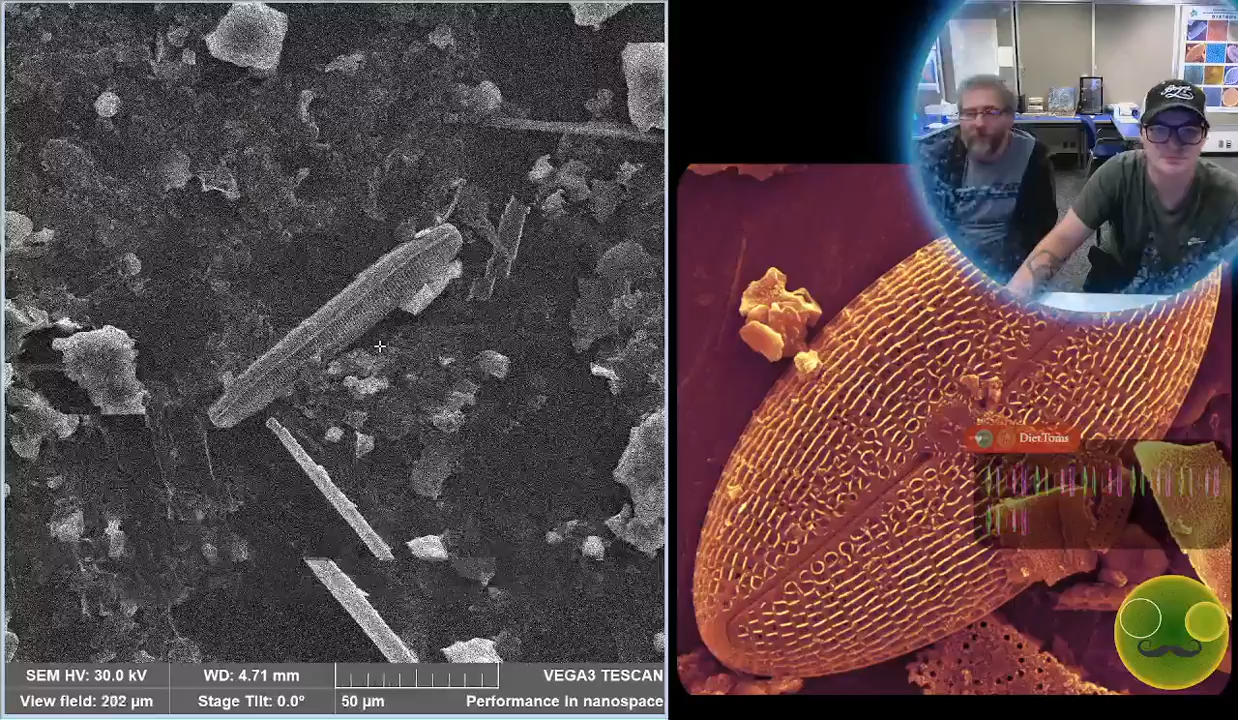 SEM HV: 30.0 kV
WD: 4.71 mm
VEGA3 TESCAN
View field: 202 µm
Stage Tilt: 0.0°
50 µm
Performance in nanospace
DietToms